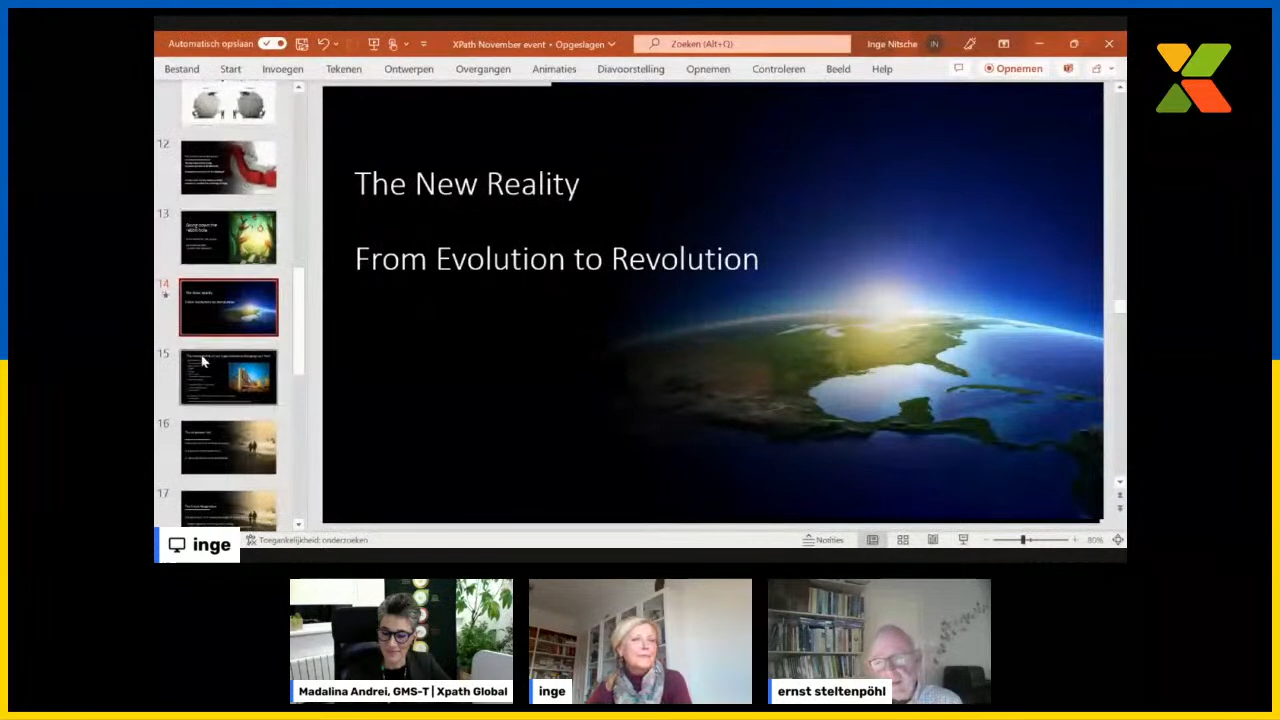 Automatisch opslaan
XPath November event • Opgeslagen
Zoeken (Alt+Q)
Inge Nitsche
IN
Bestand
Start
Invoegen
Tekenen
Ontwerpen
Overgangen
Animaties
Diavoorstelling
Opnemen
Controleren
Beeld
Help
Opnemen
12
13
14
15
16
17
The New Reality
From Evolution to Revolution
inge
Toegankelijkheid: onderzoeken
Notities
80%
Madalina Andrei, GMS-T | Xpath Global
inge
ernst steltenpöhl